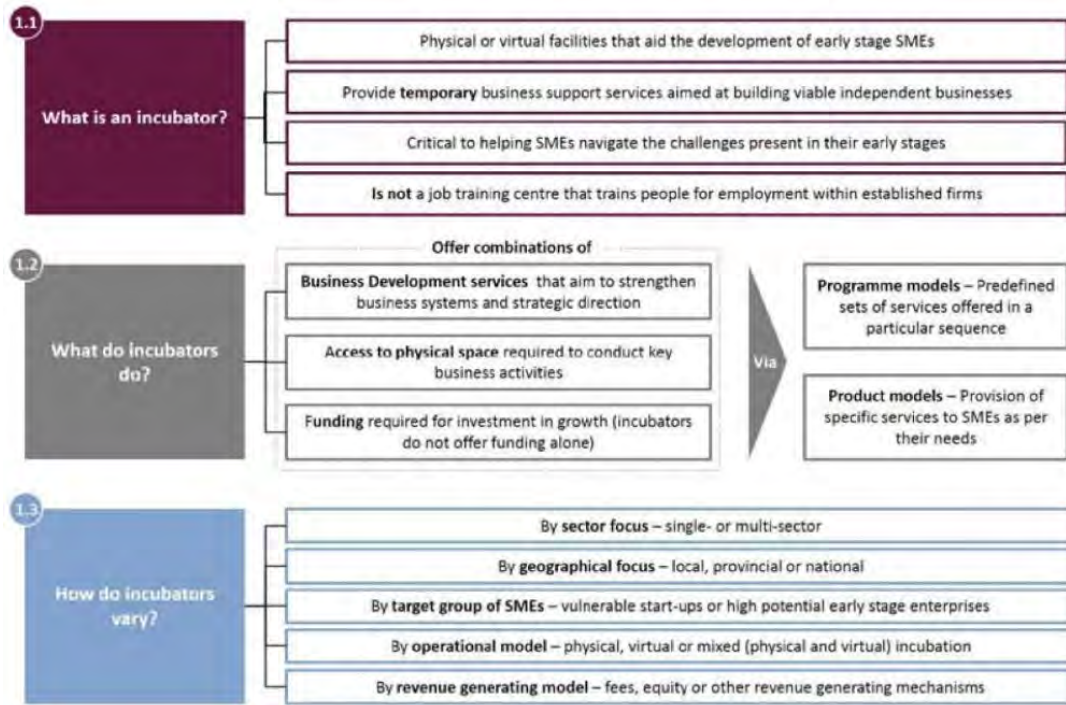 1.1
What is an incubator?
Physical or virtual facilities that aid the development of early stage SMEs
Provide temporary business support services aimed at building viable independent businesses
Critical to helping SMEs navigate the challenges present in their early stages
Is not a job training centre that trains people for employment within established firms
1.2
What do incubators
do?
Offer combinations of
Business Development services that aim to strengthen
business systems and strategic direction
Access to physical space required to conduct key
business activities
Funding required for investment in growth (incubators
do not offer funding alone)
Via
Programme models – Predefined
sets of services offered in a
particular sequence
Product models – Provision of
specific services to SMEs as per
their needs
1.3
How do incubators
vary?
By sector focus – single- or multi-sector
By geographical focus – local, provincial or national
By target group of SMEs – vulnerable start-ups or high potential early stage enterprises
By operational model – physical, virtual or mixed (physical and virtual) incubation
By revenue generating model – fees, equity or other revenue generating mechanisms